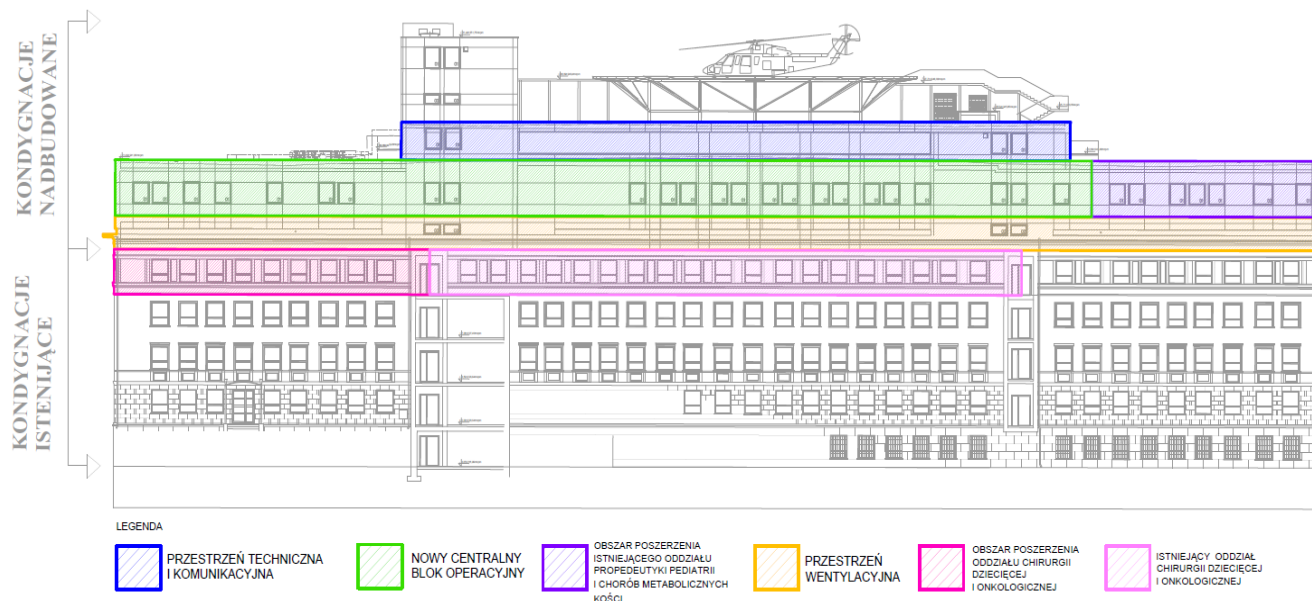 KONDYGNACJE
NADBUDOWANE
KONDYGNACJE
ISTENIJĄCE
LEGENDA
PRZESTRZEŃ TECHNICZNA
I KOMUNIKACYJNA
NOWY CENTRALNY
BLOK OPERACYJNY
OBSZAR POSZERZENIA
ISTNIEJĄCEGO ODDZIAŁU
PROPEDEUTYKI PEDIATRII
I CHORÓB METABOLICZNYCH
KOŚCI
PRZESTRZEŃ
WENTYLACYJNA
OBSZAR POSZERZENIA
ODDZIAŁU CHIRURGII
DZIECIĘCEJ
I ONKOLOGICZNEJ
ISTNIEJĄCY ODDZIAŁ
CHIRURGII DZIECIĘCEJ
I ONKOLOGICZNEJ